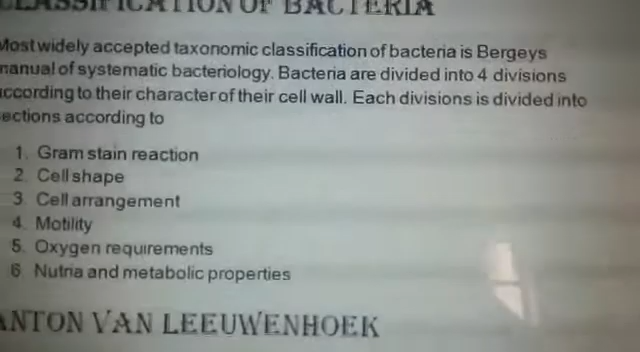 CLASSIFICATION OF BACTERIA
Most widely accepted taxonomic classification of bacteria is Bergeys
manual of systematic bacteriology. Bacteria are divided into 4 divisions
according to their character of their cell wall. Each divisions is divided into
sections according to
1. Gram stain reaction
2. Cell shape
3. Cell arrangement
4. Motility
5. Oxygen requirements
6. Nutria and metabolic properties
ANTON VAN LEEUWENHOEK